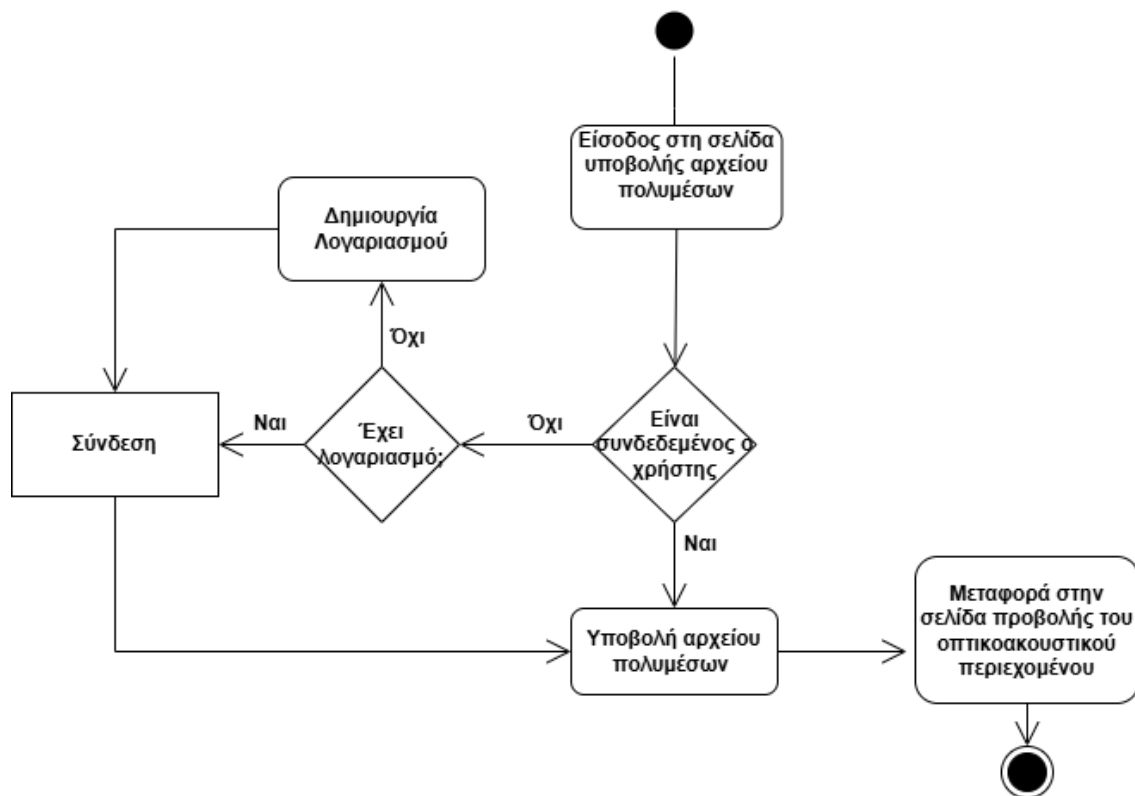 Είσοδος στη σελίδα
υποβολής αρχείου
πολυμέσων
Δημιουργία
Λογαριασμού
Όχι
Σύνδεση
Ναι
Έχει
λογαριασμό;
Όχι
Είναι
συνδεδεμένος ο
χρήστης
Ναι
Υποβολή αρχείου
πολυμέσων
Μεταφορά στην
σελίδα προβολής του
οπτικοακουστικού
περιεχομένου